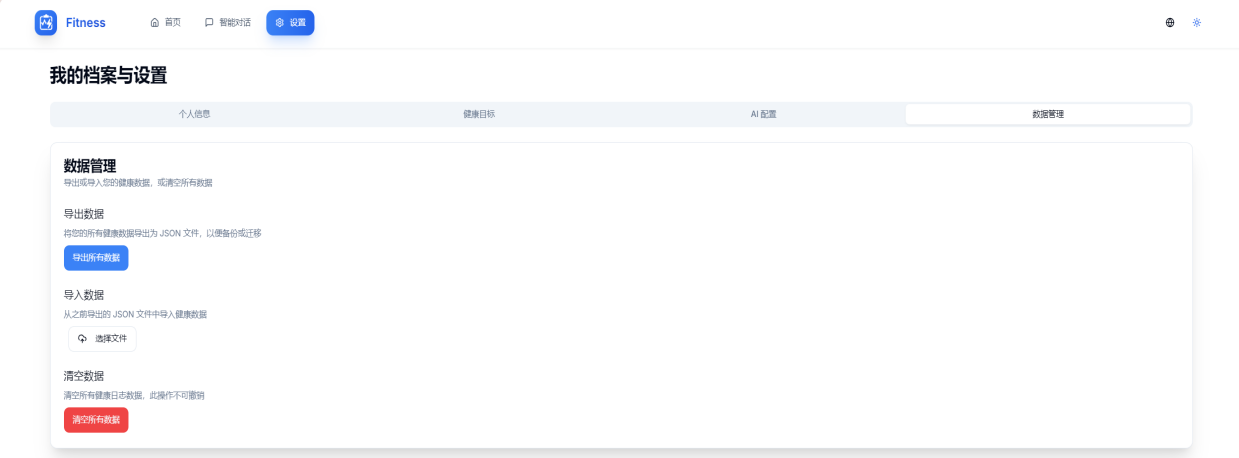 Fitness 首页 智能对话 设置
我的档案与设置
个人信息 健康目标 AI 配置 数据管理
数据管理
导出或导入您的健康数据，或清空所有数据
导出数据
将您的所有健康数据导出为 JSON 文件，以便备份或迁移
导出所有数据
导入数据
从之前导出的 JSON 文件中导入健康数据
选择文件
清空数据
清空所有健康日志数据，此操作不可撤销
清空所有数据